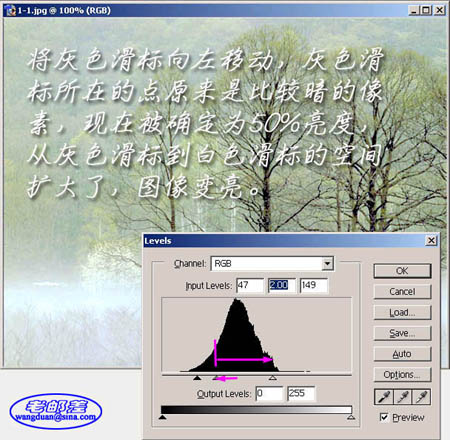 1-1.jpg @ 100% (RGB)
将灰色滑标向左移动，灰色滑
标所在的点原来是比较暗的像
素，现在被确定为50%亮度，
从灰色滑标到白色滑标的空间
扩大了，图像变亮。
Levels
Channel: RGB
Input Levels: 47 2.00 149
OK
Cancel
Load...
Save...
Auto
Options...
Output Levels: 0 255
Preview
老邮差
wangduan@sina.com